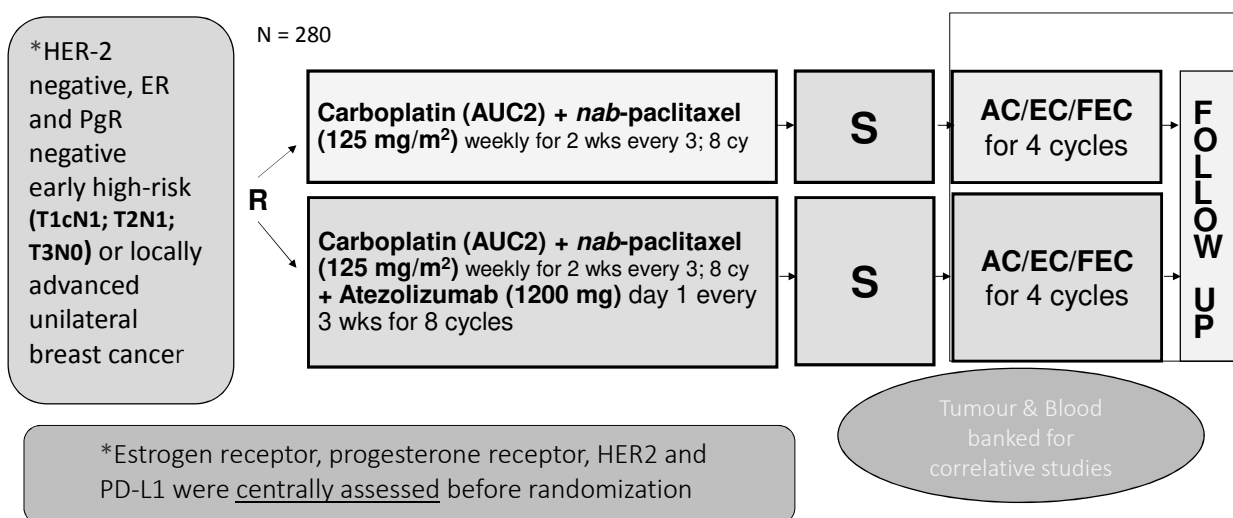 N = 280
*HER-2
negative, ER
and PgR
negative
early high-risk
(T1cN1; T2N1;
T3N0) or locally
advanced
unilateral
breast cancer
R
Carboplatin (AUC2) + nab-paclitaxel
(125 mg/m²) weekly for 2 wks every 3; 8 cy
S
AC/EC/FEC
for 4 cycles
Carboplatin (AUC2) + nab-paclitaxel
(125 mg/m²) weekly for 2 wks every 3; 8 cy
+ Atezolizumab (1200 mg) day 1 every
3 wks for 8 cycles
S
AC/EC/FEC
for 4 cycles
FOLLOW UP
Tumour & Blood
banked for
correlative studies
*Estrogen receptor, progesterone receptor, HER2 and
PD-L1 were centrally assessed before randomization